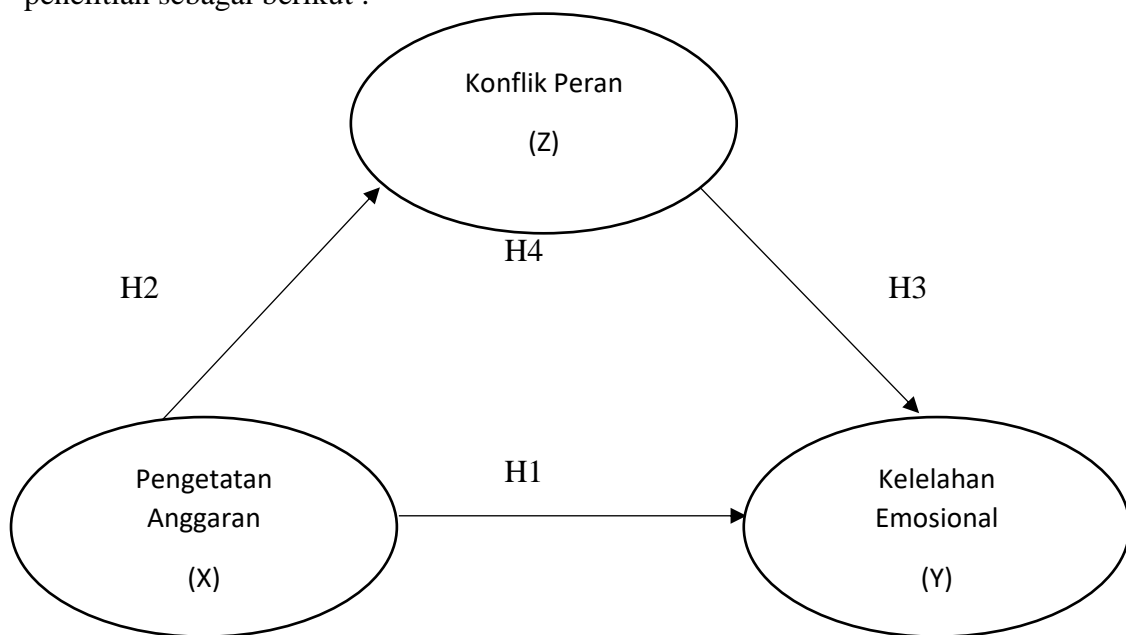 penelitian sebagai berikut :
Konflik Peran
(Z)
H4
H2
H3
H1
Pengetatan
Anggaran
(X)
Kelelahan
Emosional
(Y)